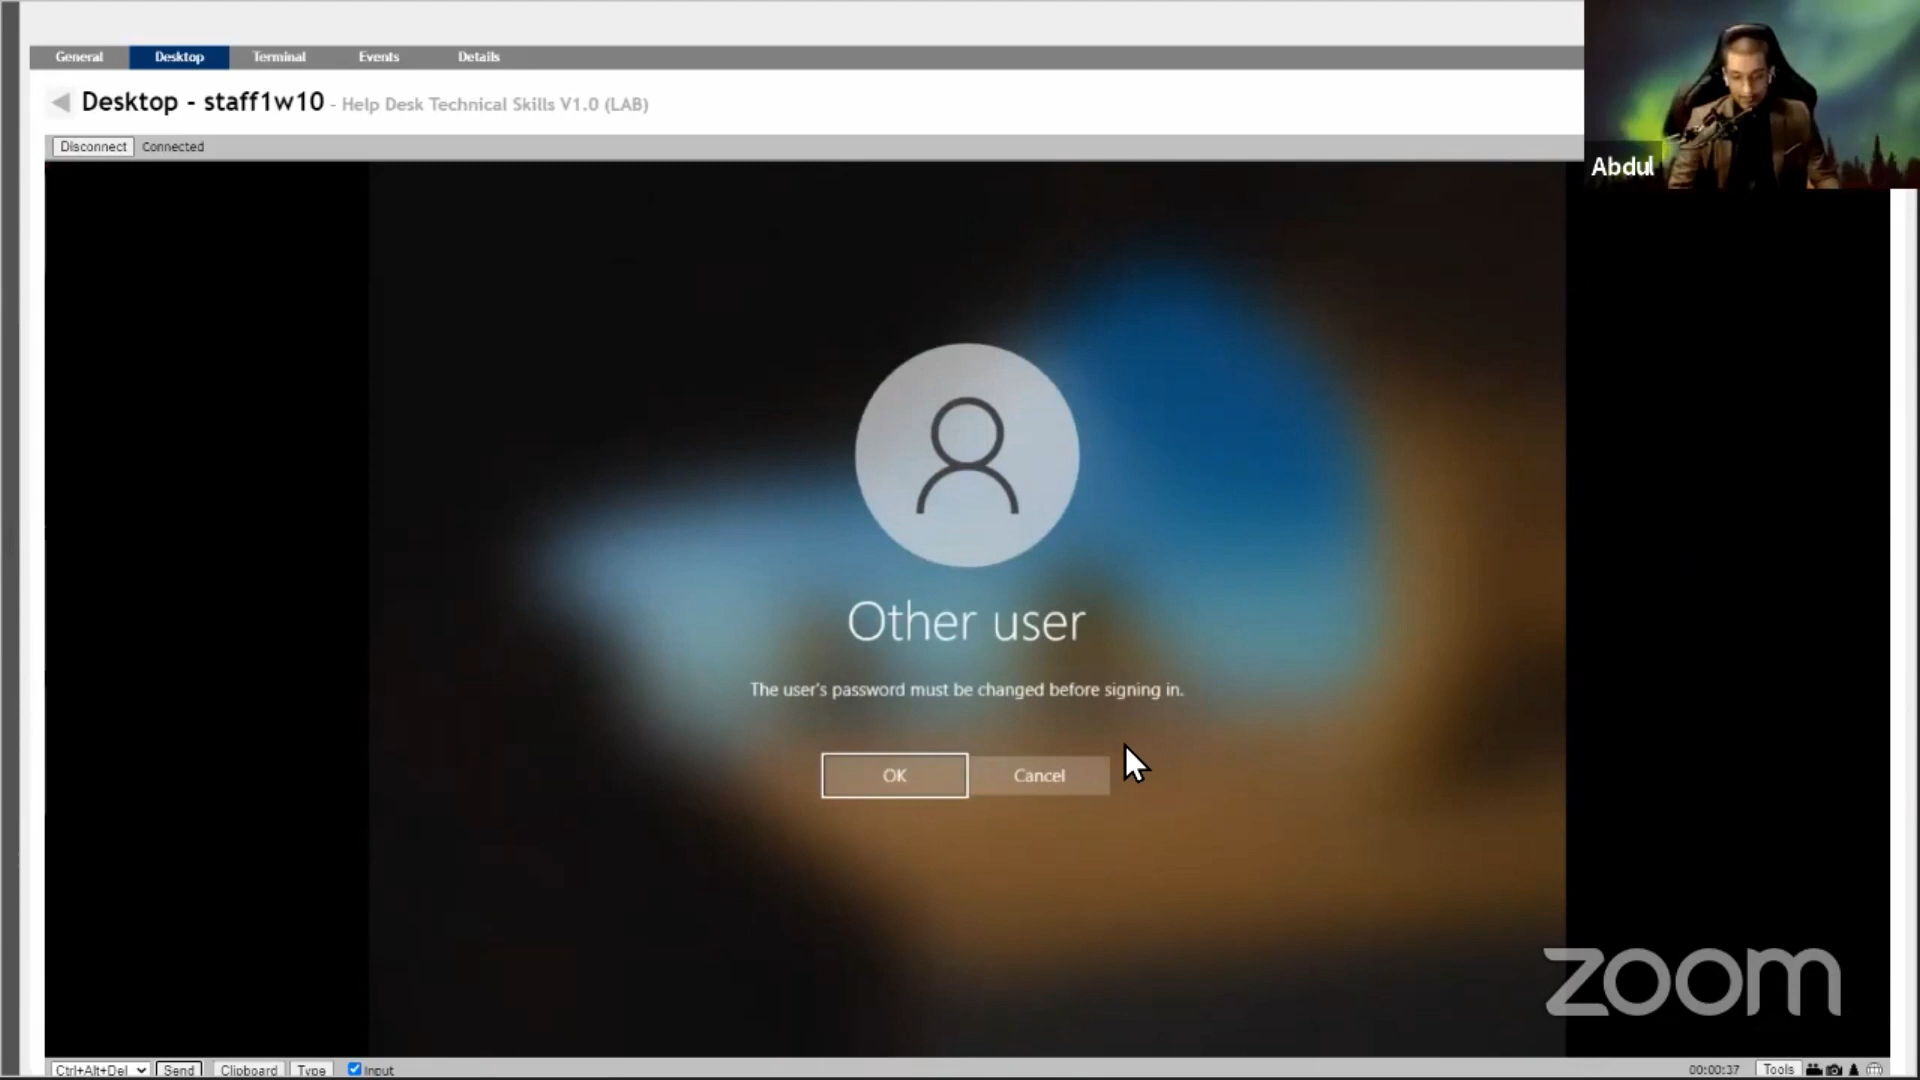 General Desktop Terminal Events Details
Desktop - staff1w10 - Help Desk Technical Skills V1.0 (LAB)
Disconnect Connected
Abdul
Other user
The user's password must be changed before signing in.
OK Cancel
zoom
Ctrl+Alt+Del Send Clipboard Type Input 00:00:37 Tools